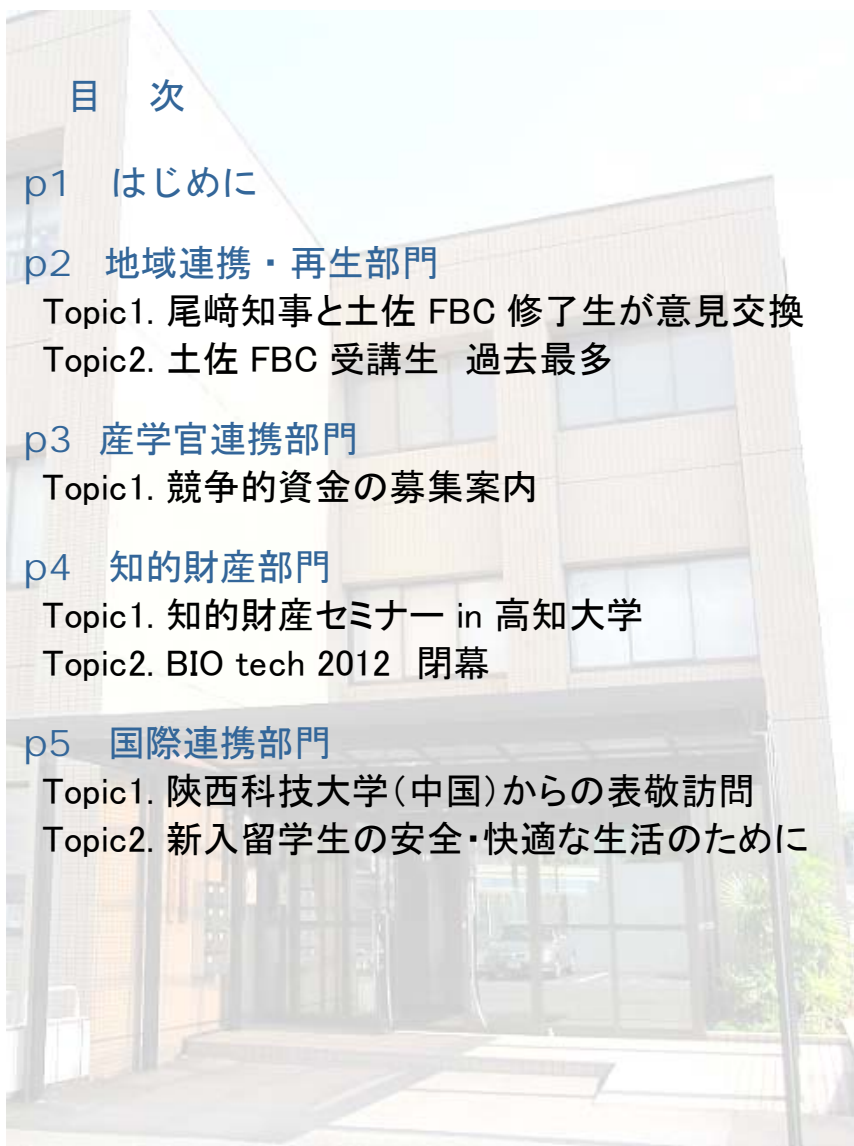 目 次
p1 はじめに
p2 地域連携・再生部門
Topic1. 尾﨑知事と土佐 FBC 修了生が意見交換
Topic2. 土佐 FBC 受講生 過去最多
p3 産学官連携部門
Topic1. 競争的資金の募集案内
p4 知的財産部門
Topic1. 知的財産セミナー in 高知大学
Topic2. BIO tech 2012 閉幕
p5 国際連携部門
Topic1. 陝西科技大学(中国)からの表敬訪問
Topic2. 新入留学生の安全・快適な生活のために